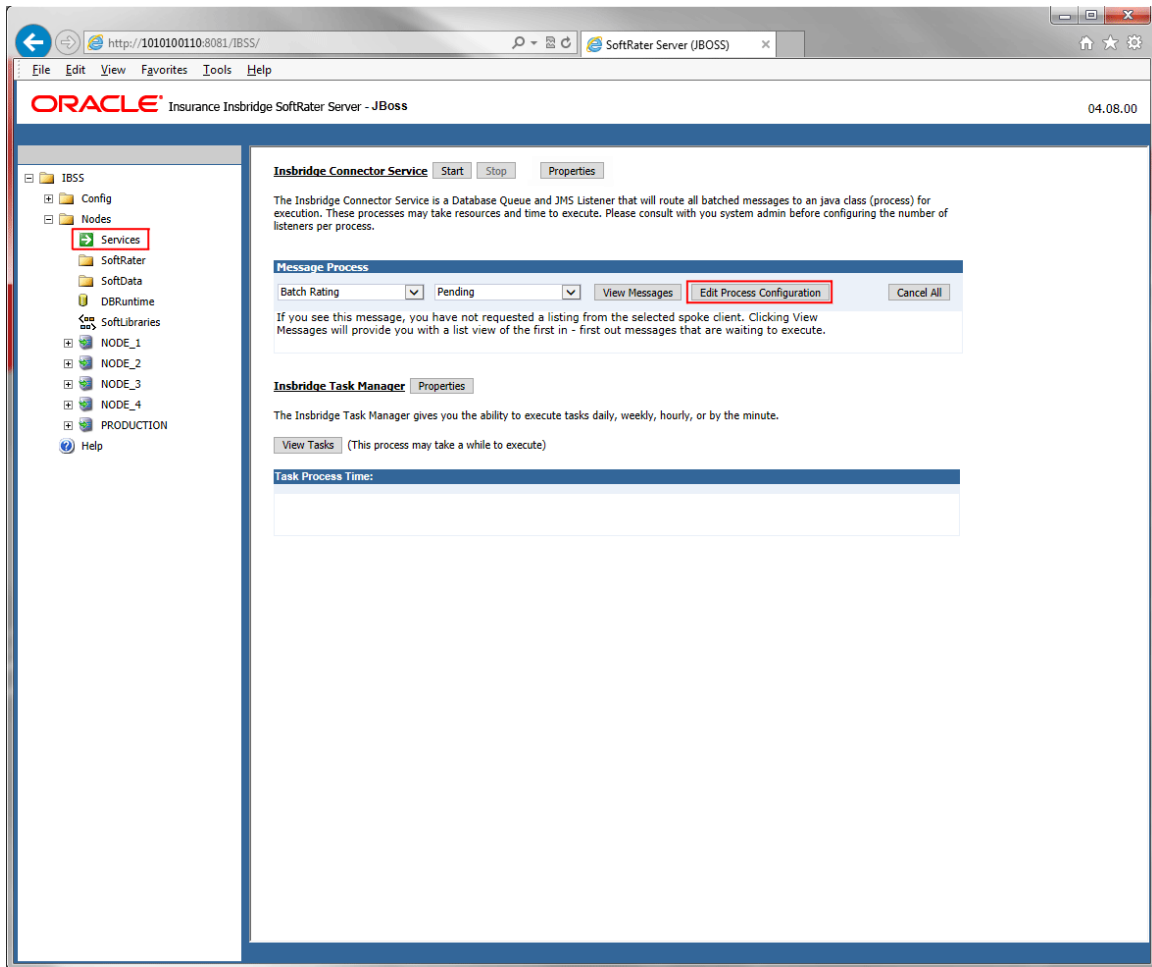 http://1010100110:8081/IBSS/
SoftRater Server (JBOSS)
File Edit View Favorites Tools Help
ORACLE Insurance Insbridge SoftRater Server - JBoss
04.08.00
IBSS
Config
Nodes
Services
SoftRater
SoftData
DBRuntime
SoftLibraries
NODE_1
NODE_2
NODE_3
NODE_4
PRODUCTION
Help
Insbridge Connector Service Start Stop Properties
The Insbridge Connector Service is a Database Queue and JMS Listener that will route all batched messages to an java class (process) for
execution. These processes may take resources and time to execute. Please consult with you system admin before configuring the number of
listeners per process.
Message Process
Batch Rating Pending View Messages Edit Process Configuration Cancel All
If you see this message, you have not requested a listing from the selected spoke client. Clicking View
Messages will provide you with a list view of the first in - first out messages that are waiting to execute.
Insbridge Task Manager Properties
The Insbridge Task Manager gives you the ability to execute tasks daily, weekly, hourly, or by the minute.
View Tasks (This process may take a while to execute)
Task Process Time: